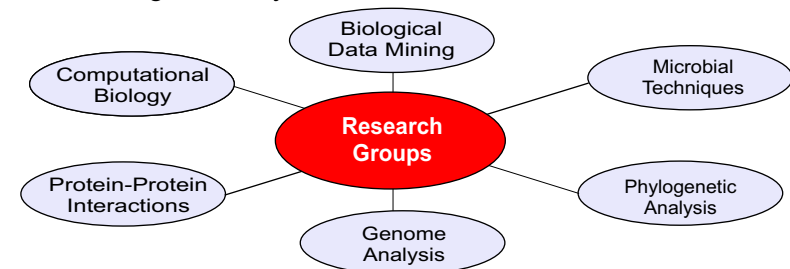 Biological
Data Mining
Computational
Biology
Microbial
Techniques
Research
Groups
Protein-Protein
Interactions
Phylogenetic
Analysis
Genome
Analysis